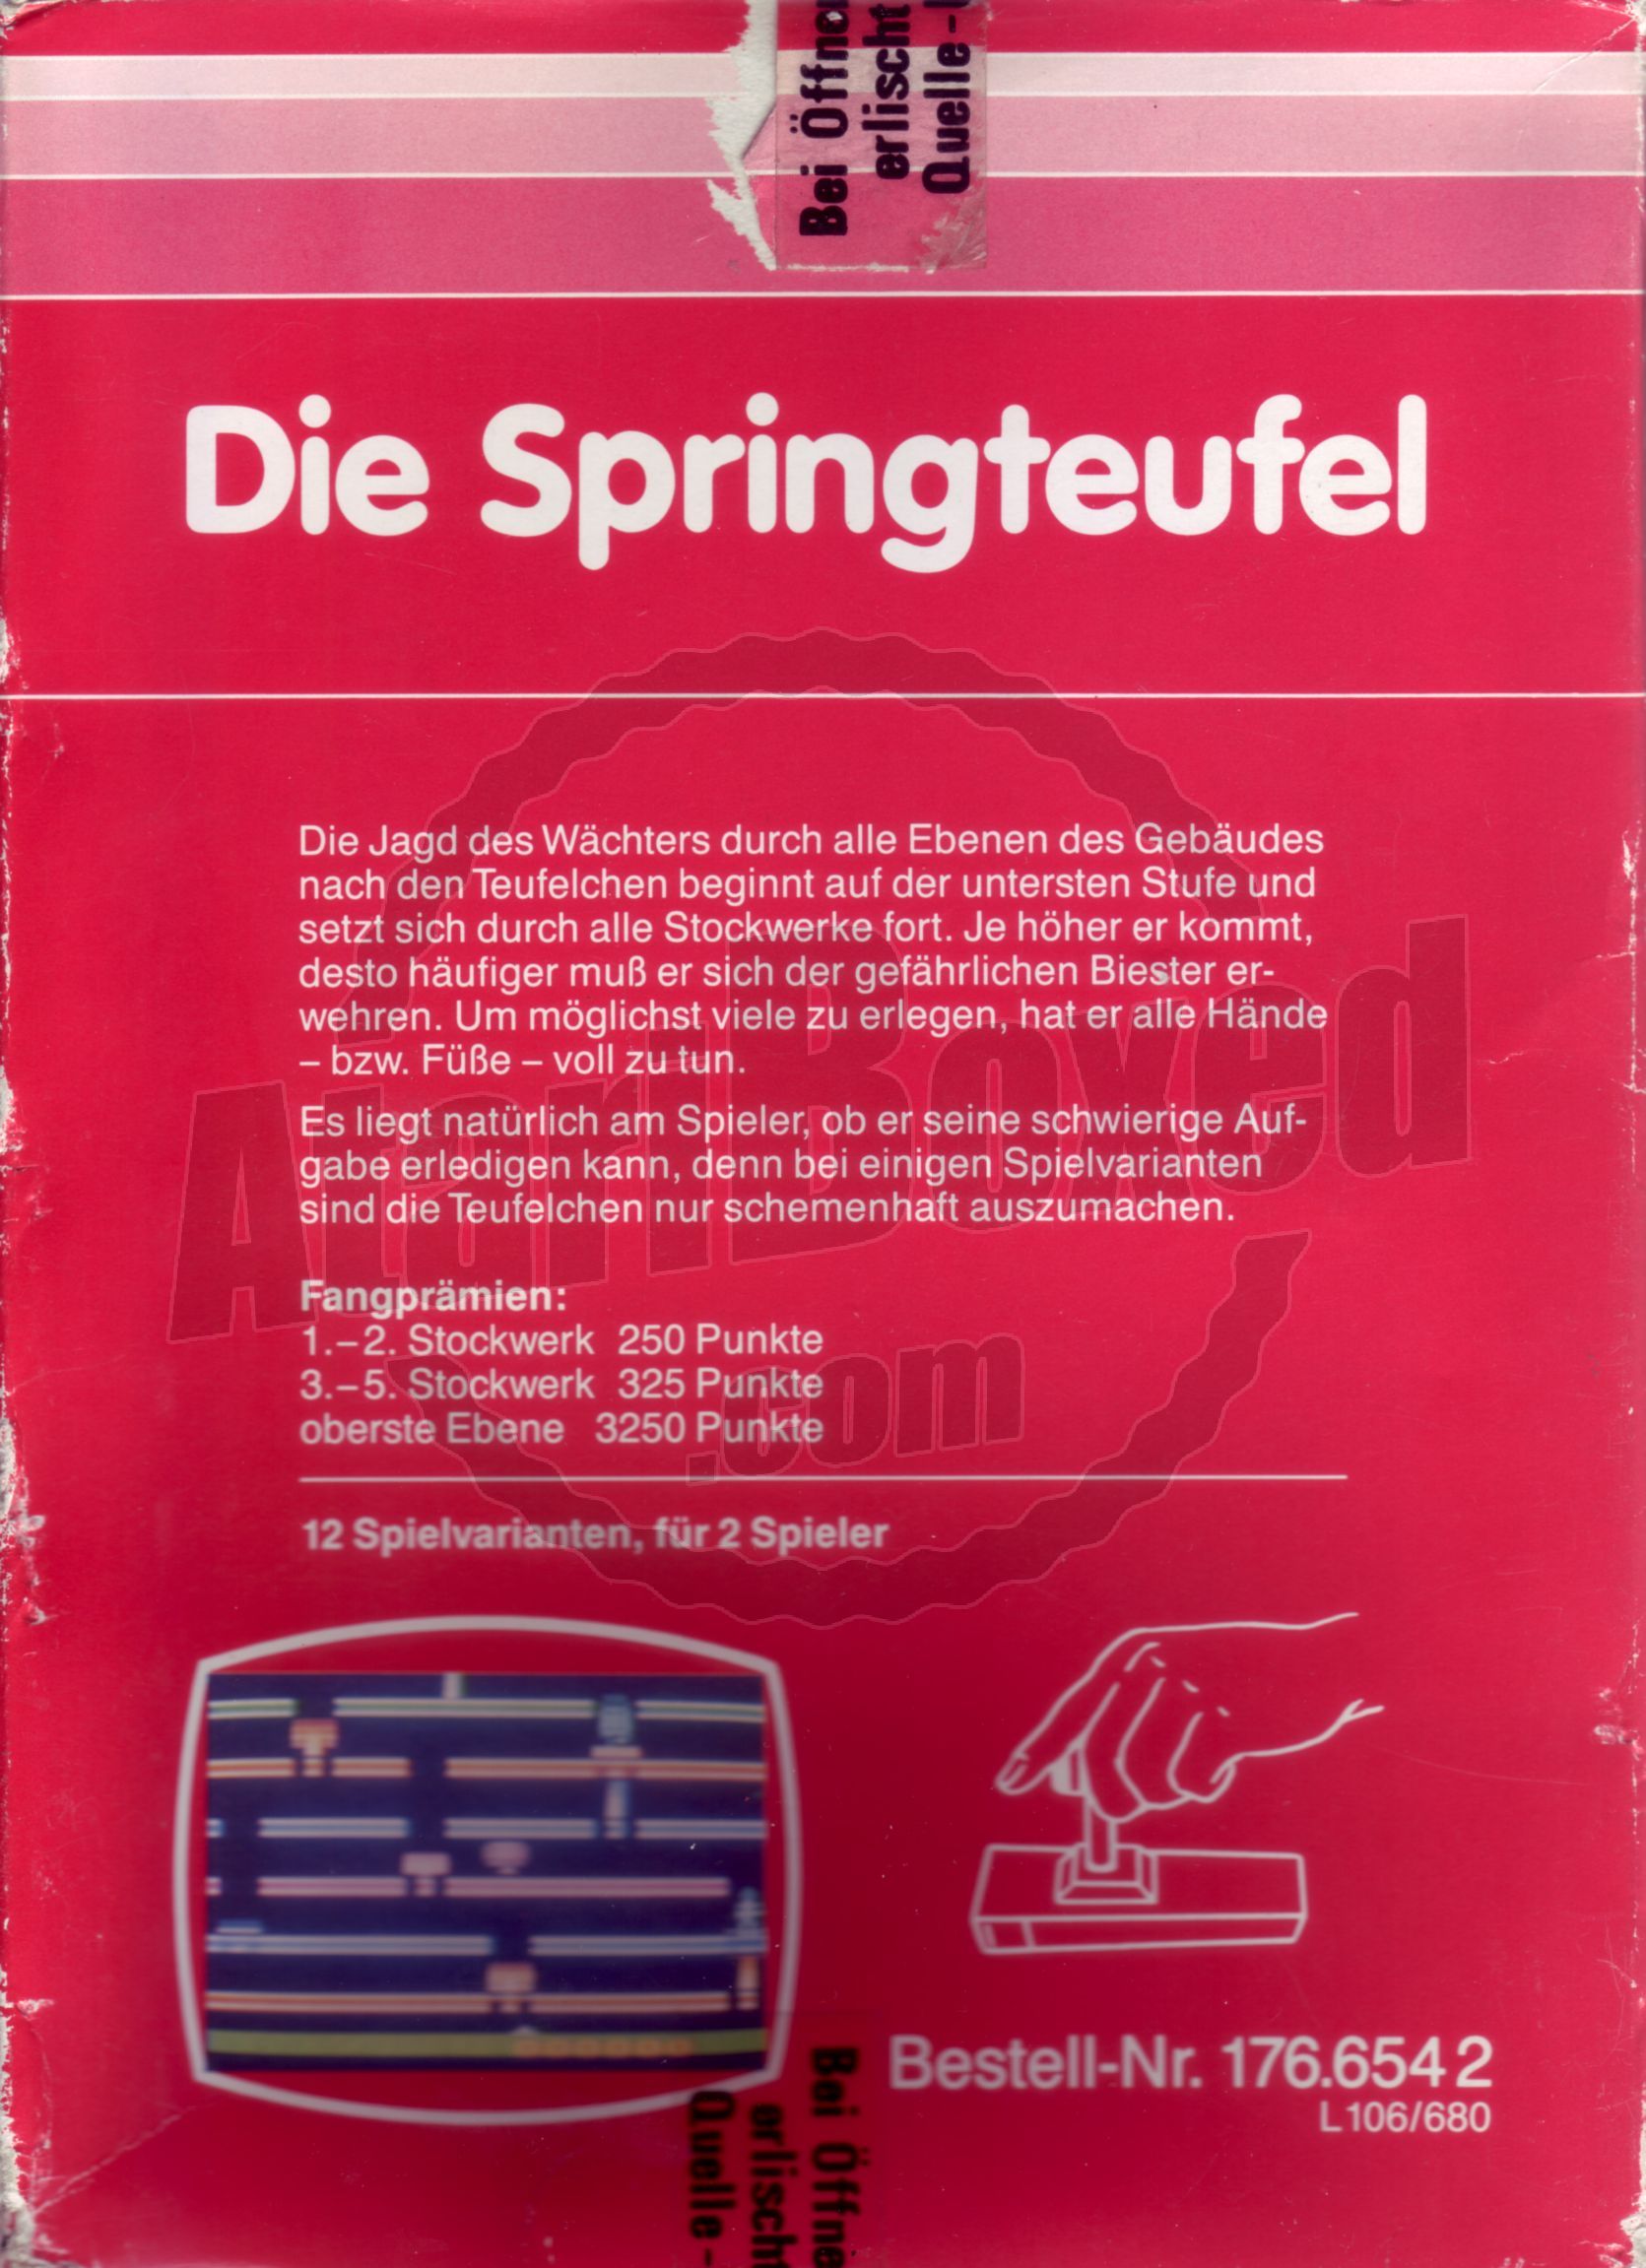 Bei Öffne
erlischt
Quelle-
Die Springteufel
Die Jagd des Wächters durch alle Ebenen des Gebäudes
nach den Teufelchen beginnt auf der untersten Stufe und
setzt sich durch alle Stockwerke fort. Je höher er kommt,
desto häufiger muß er sich der gefährlichen Biester er-
wehren. Um möglichst viele zu erlegen, hat er alle Hände
– bzw. Füße – voll zu tun.
Es liegt natürlich am Spieler, ob er seine schwierige Auf-
gabe erledigen kann, denn bei einigen Spielvarianten
sind die Teufelchen nur schemenhaft auszumachen.
AtariBoxed
.com
Fangprämien:
1.–2. Stockwerk 250 Punkte
3.–5. Stockwerk 325 Punkte
oberste Ebene 3250 Punkte
12 Spielvarianten, für 2 Spieler
Bestell-Nr. 176.654 2
L 106/680
Bei Öffne
erlischt
Quelle-